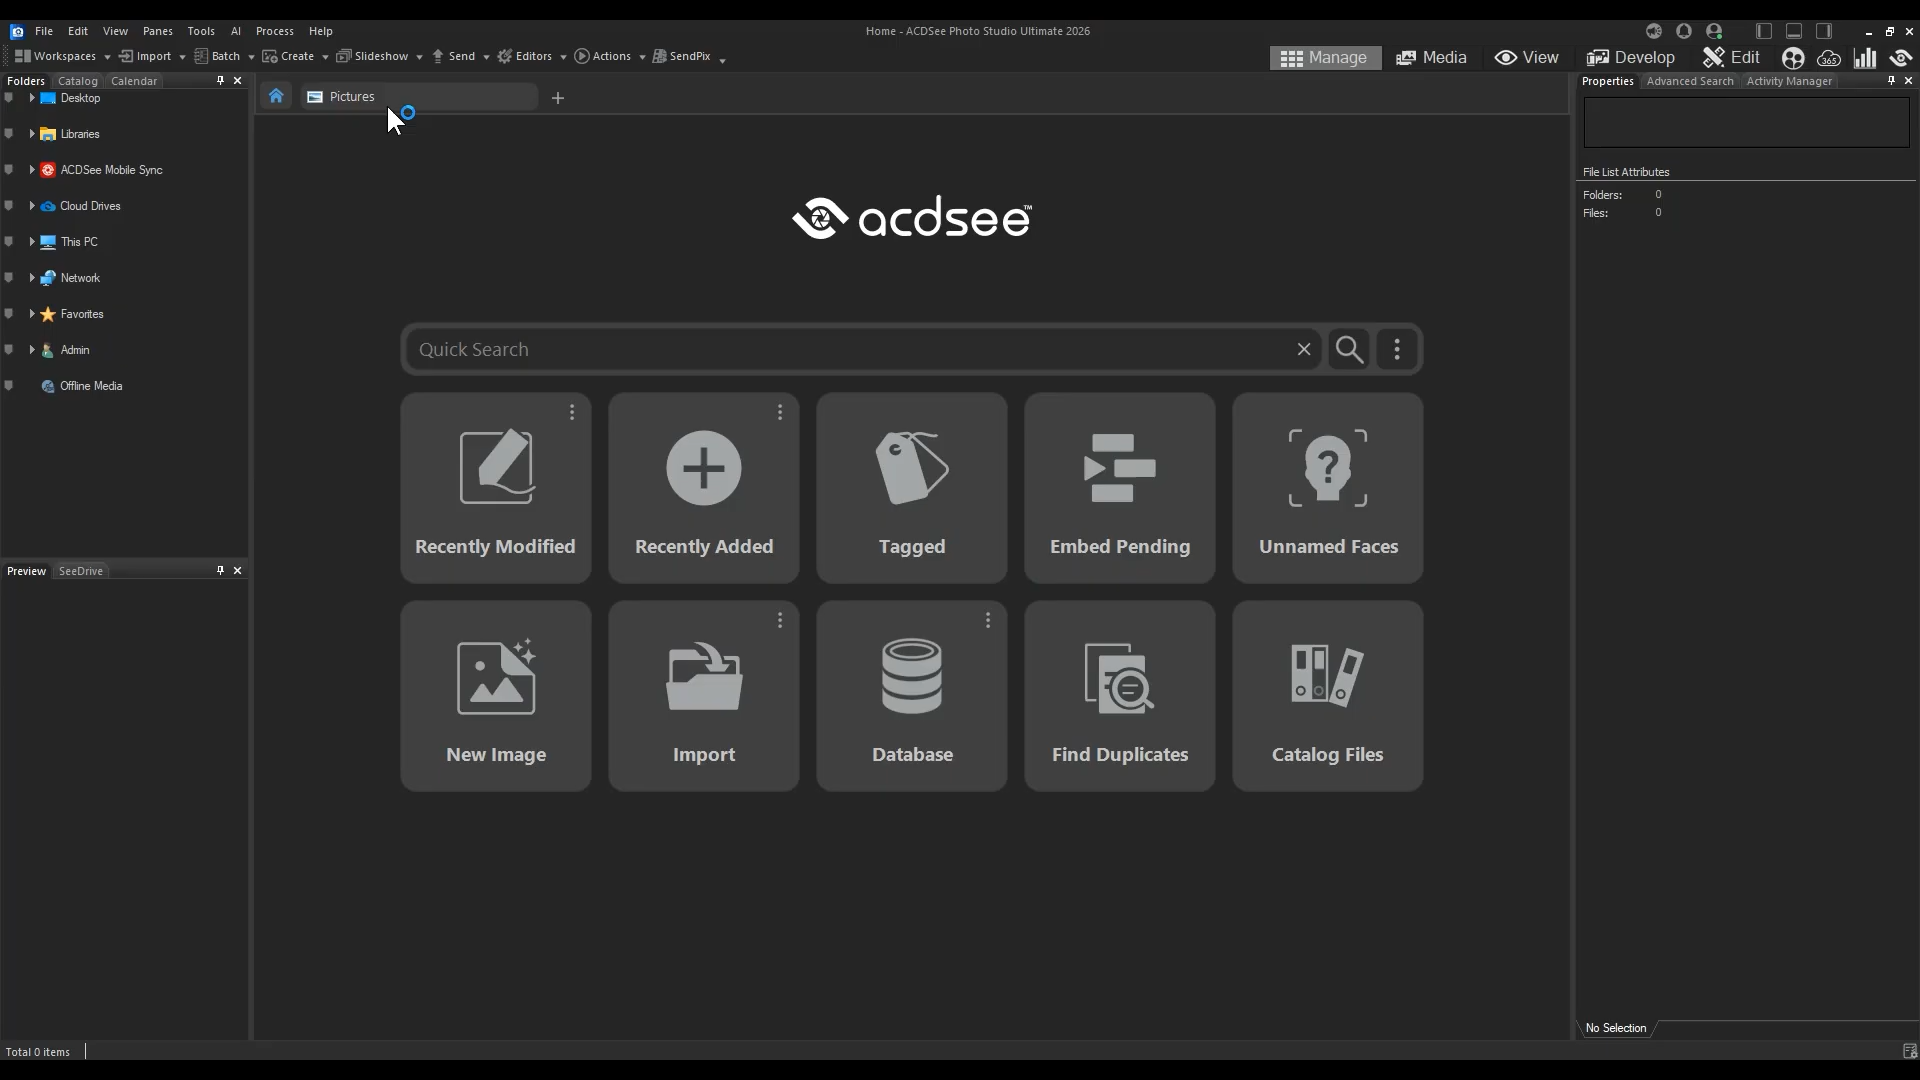 File Edit View Panes Tools AI Process Help
Home - ACDSee Photo Studio Ultimate 2026
Workspaces Import Batch Create Slideshow Send Editors Actions SendPix
Manage Media View Develop Edit 365
Folders Catalog Calendar
Pictures
Properties Advanced Search Activity Manager
Desktop
Libraries
ACDSee Mobile Sync
Cloud Drives
This PC
Network
Favorites
Admin
Offline Media
Preview SeeDrive
acdsee™
Quick Search
Recently Modified
Recently Added
Tagged
Embed Pending
Unnamed Faces
New Image
Import
Database
Find Duplicates
Catalog Files
File List Attributes
Folders: 0
Files: 0
No Selection
Total 0 items